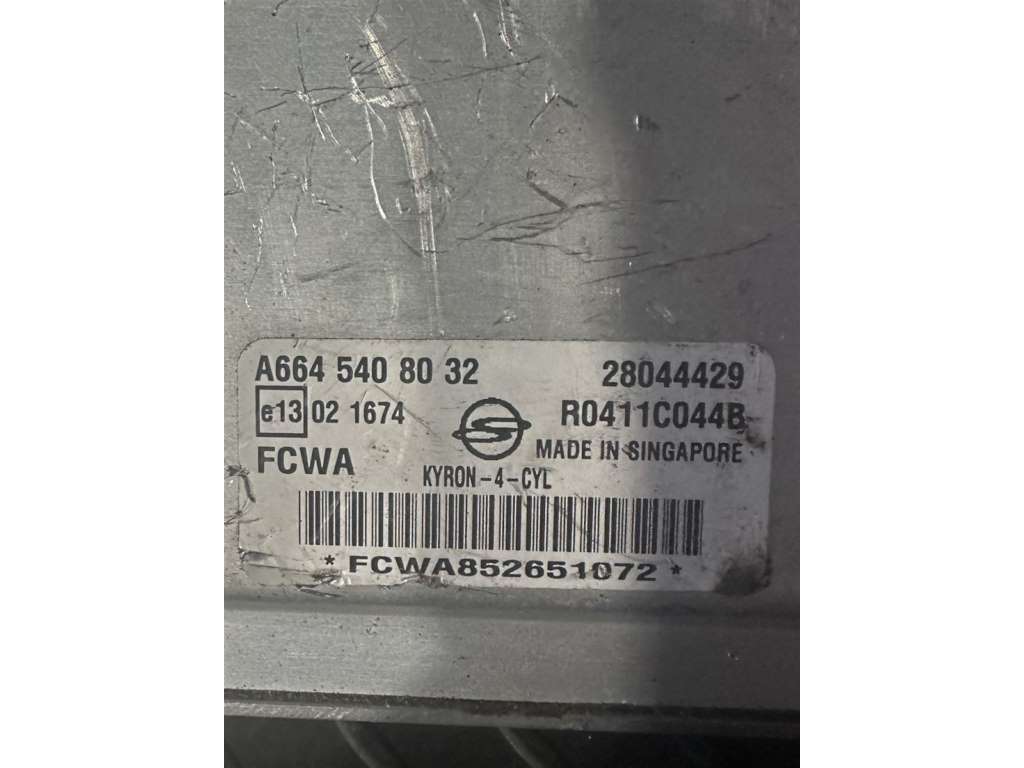 A664 540 80 32 28044429
e13 02 1674 R0411C044B
FCWA MADE IN SINGAPORE
KYRON-4-CYL
*FCWA852651072*